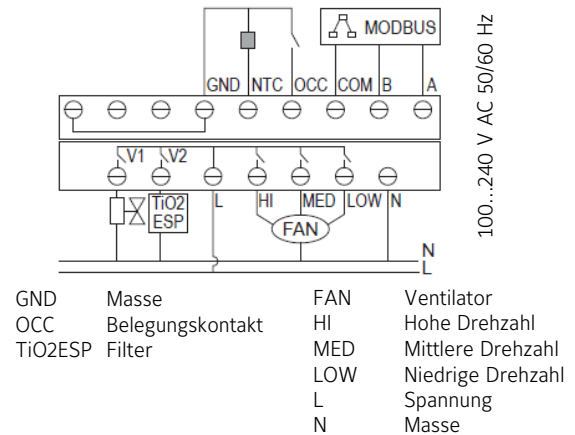 MODBUS
GND NTC OCC COM B A
V1 V2
TiO2 L HI MED LOW N
ESP
FAN
N
L
100...240 V AC 50/60 Hz
GND Masse
OCC Belegungskontakt
TiO2ESP Filter
FAN Ventilator
HI Hohe Drehzahl
MED Mittlere Drehzahl
LOW Niedrige Drehzahl
L Spannung
N Masse